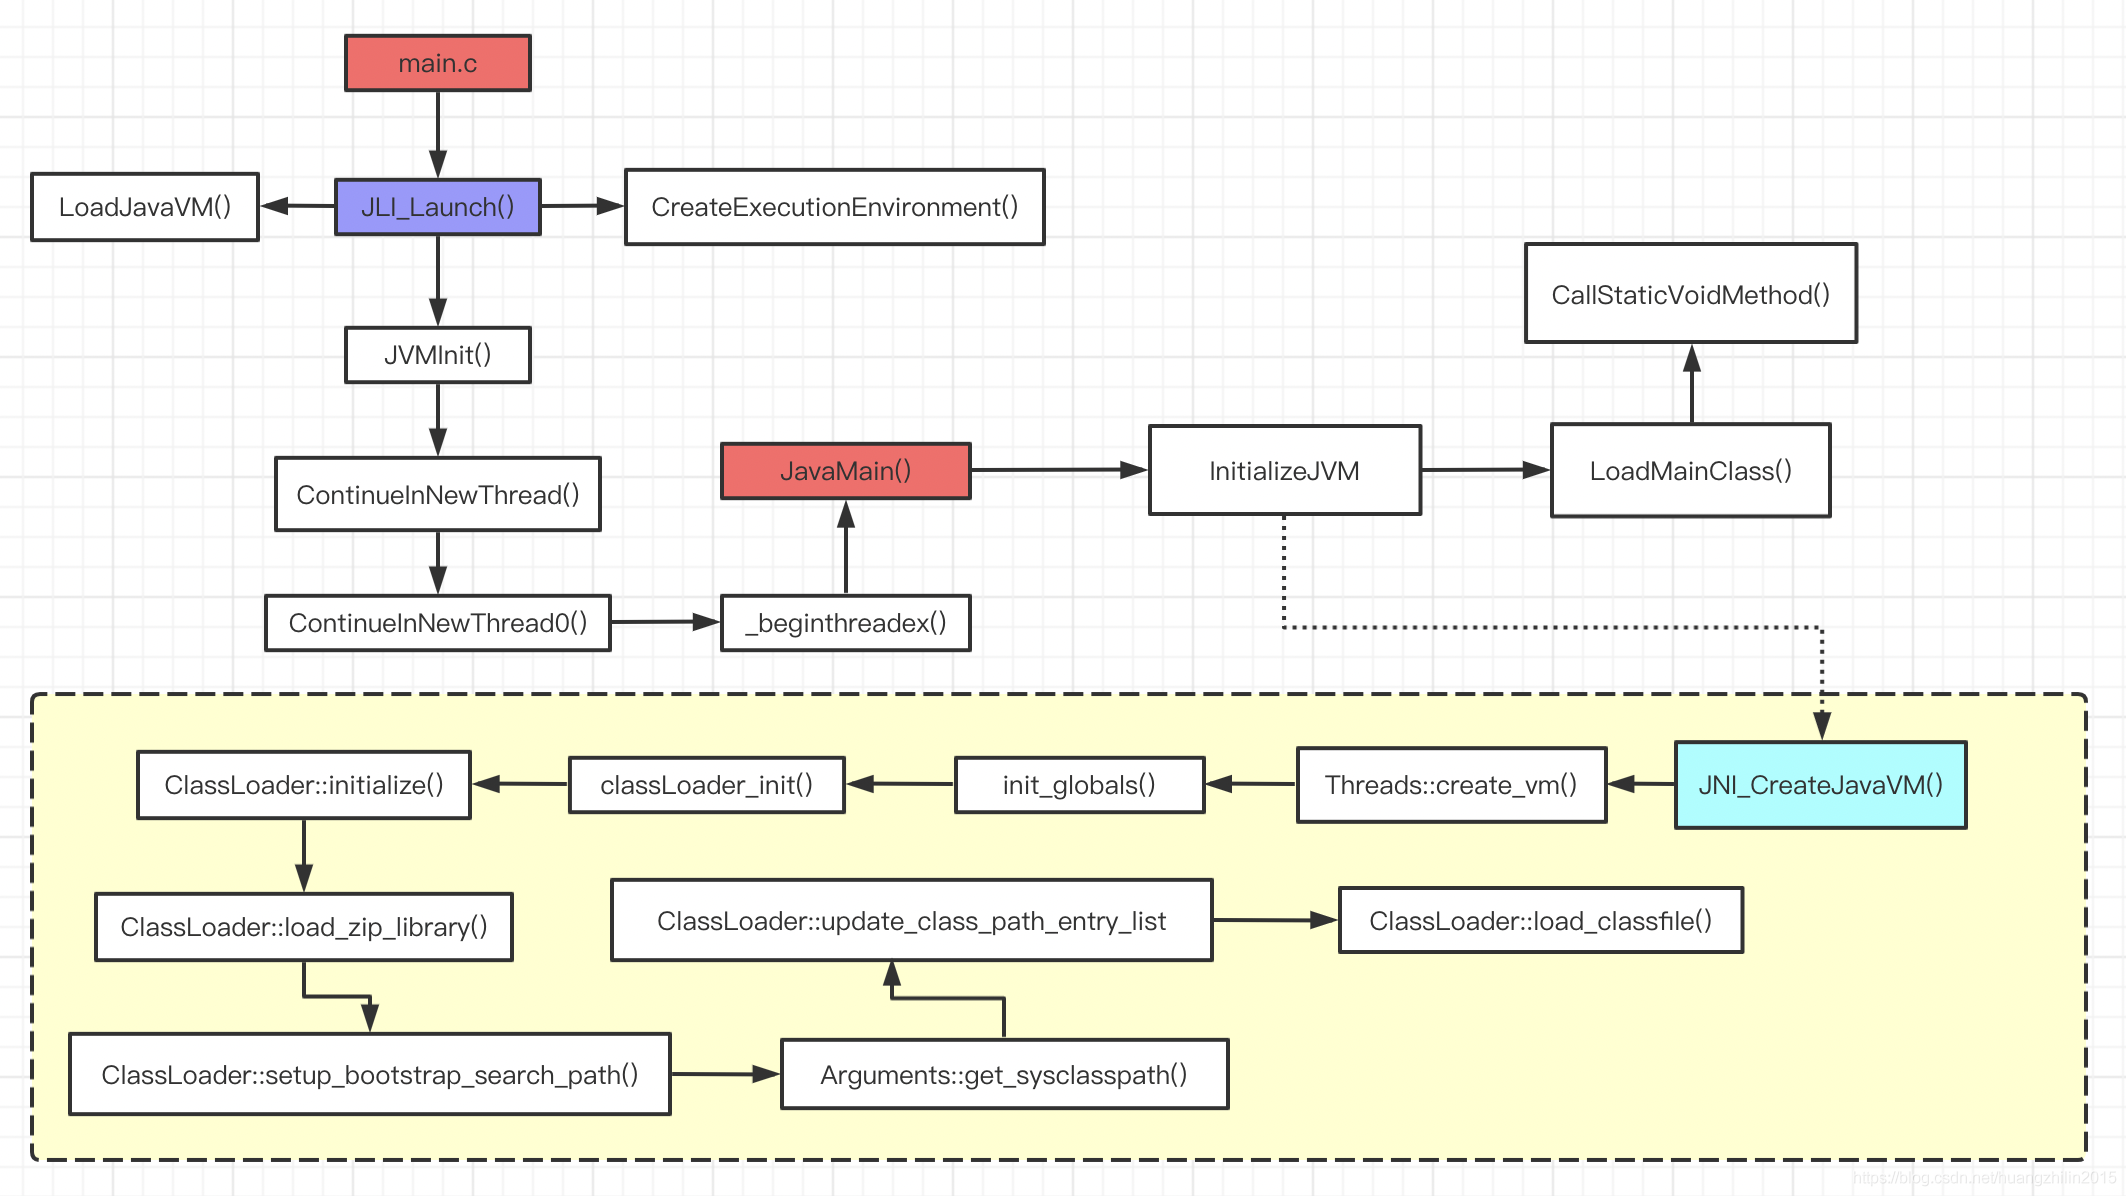 main.c
LoadJavaVM()
JLI_Launch()
CreateExecutionEnvironment()
CallStaticVoidMethod()
JVMInit()
JavaMain()
InitializeJVM
LoadMainClass()
ContinueInNewThread()
ContinueInNewThread0()
_beginthreadex()
ClassLoader::initialize()
classLoader_init()
init_globals()
Threads::create_vm()
JNI_CreateJavaVM()
ClassLoader::load_zip_library()
ClassLoader::update_class_path_entry_list
ClassLoader::load_classfile()
ClassLoader::setup_bootstrap_search_path()
Arguments::get_sysclasspath()
https://blog.csdn.net/huangzhilin2015